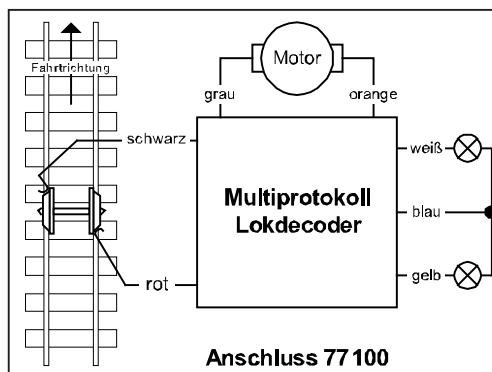 Motor
Fahrtrichtung
grau
orange
schwarz
weiß
Multiprotokoll
Lokdecoder
blau
rot
gelb
Anschluss 77100